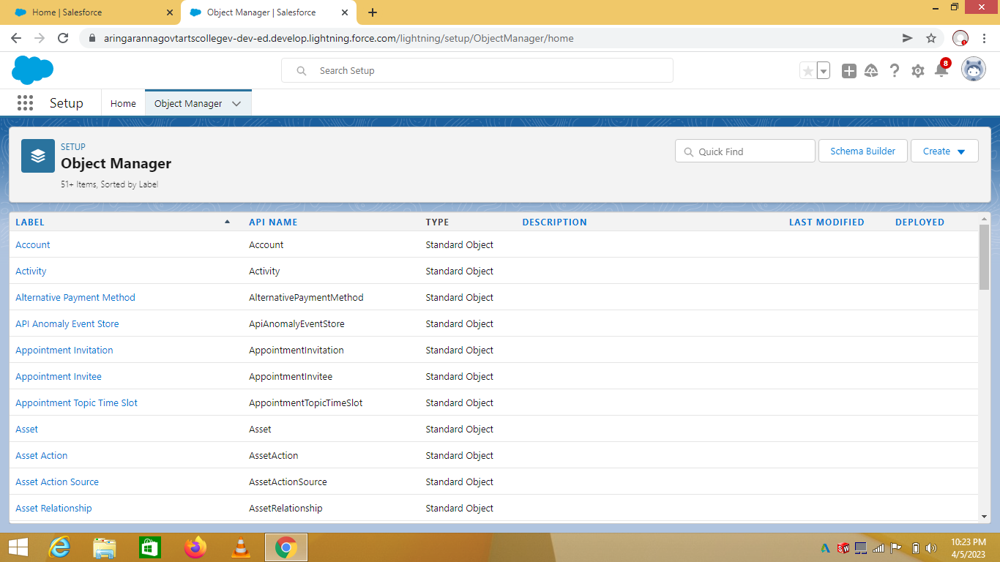 Home | Salesforce
Object Manager | Salesforce
aringarannagovtartscollegev-dev-ed.develop.lightning.force.com/lightning/setup/ObjectManager/home
Search Setup
8
Setup
Home
Object Manager
SETUP
Object Manager
51+ Items, Sorted by Label
Quick Find
Schema Builder
Create
LABEL API NAME TYPE DESCRIPTION LAST MODIFIED DEPLOYED
Account Account Standard Object
Activity Activity Standard Object
Alternative Payment Method AlternativePaymentMethod Standard Object
API Anomaly Event Store ApiAnomalyEventStore Standard Object
Appointment Invitation AppointmentInvitation Standard Object
Appointment Invitee AppointmentInvitee Standard Object
Appointment Topic Time Slot AppointmentTopicTimeSlot Standard Object
Asset Asset Standard Object
Asset Action AssetAction Standard Object
Asset Action Source AssetActionSource Standard Object
Asset Relationship AssetRelationship Standard Object
10:23 PM
4/5/2023